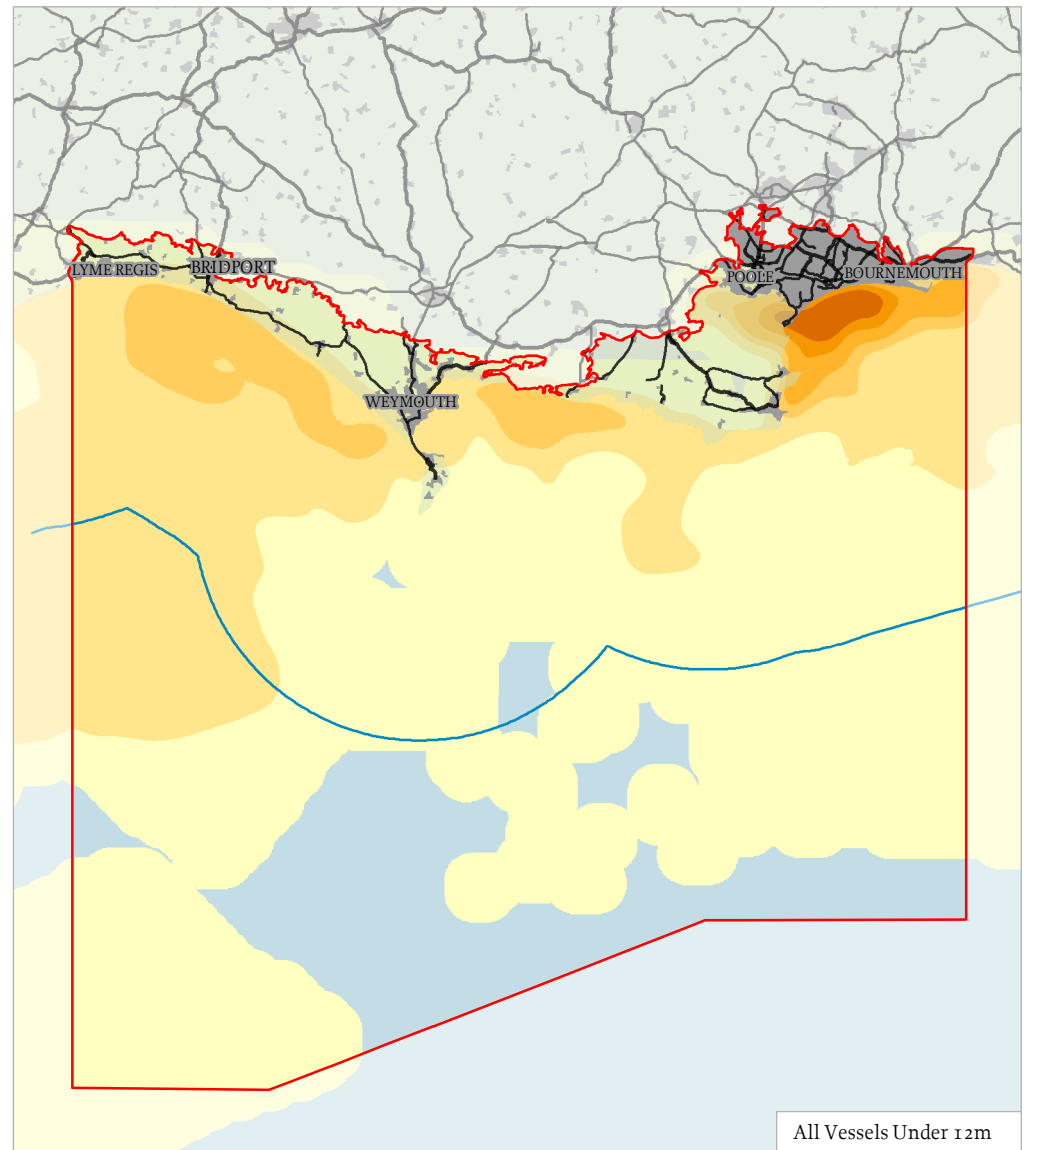 POOLE
BOURNEMOUTH
LYME REGIS
BRIDPORT
WEYMOUTH
All Vessels Under 12m